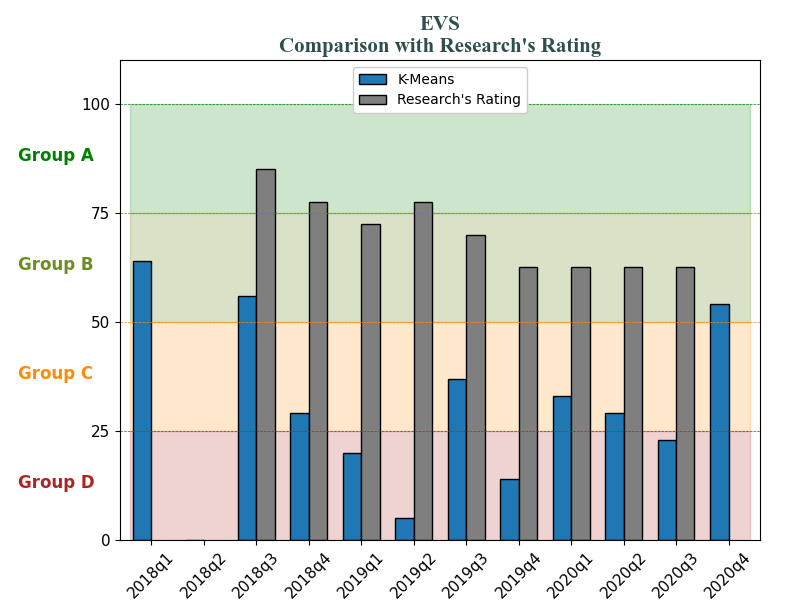 EVS
Comparison with Research's Rating
K-Means
Research's Rating
100
Group A
75
Group B
50
Group C
25
Group D
0
2018q1 2018q2 2018q3 2018q4 2019q1 2019q2 2019q3 2019q4 2020q1 2020q2 2020q3 2020q4